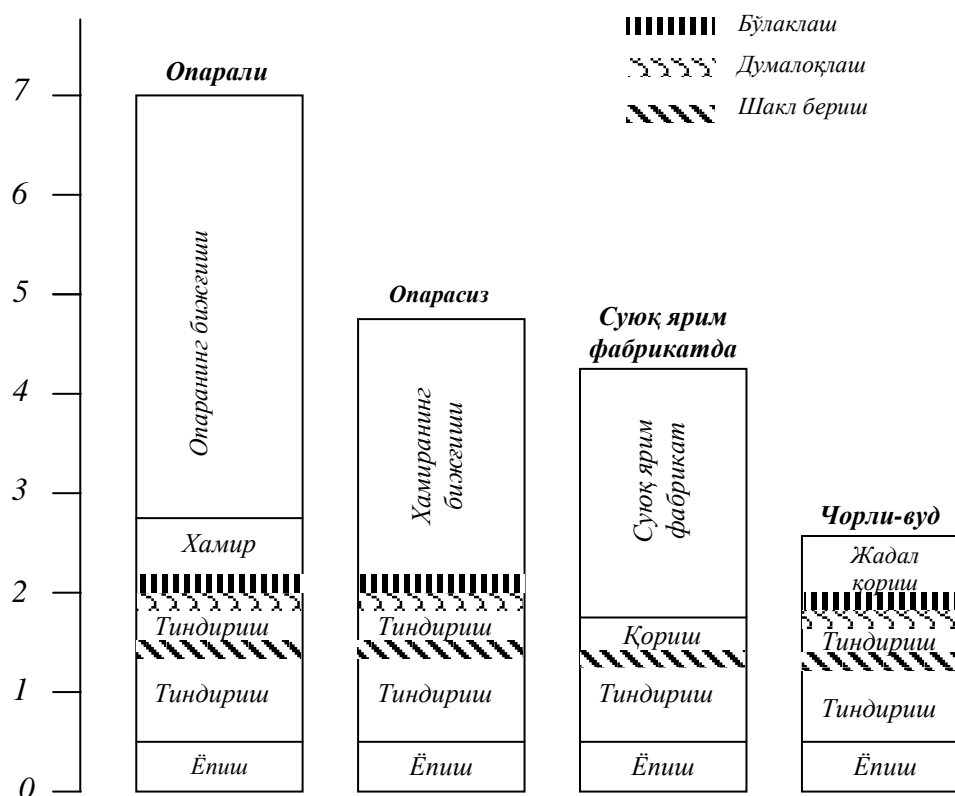 Бўлаклаш
Думалоқлаш
Шакл бериш
7
6
5
4
3
2
1
0
Опарали
Опаранинг бижғиши
Хамир
Тиндириш
Тиндириш
Ёпиш
Опарасиз
Хамиранинг
бижғиши
Тиндириш
Тиндириш
Ёпиш
Суюқ ярим
фабрикатда
Суюқ ярим
фабрикат
Қориш
Тиндириш
Ёпиш
Чорли-вуд
Жадал
қориш
Тиндириш
Тиндириш
Ёпиш